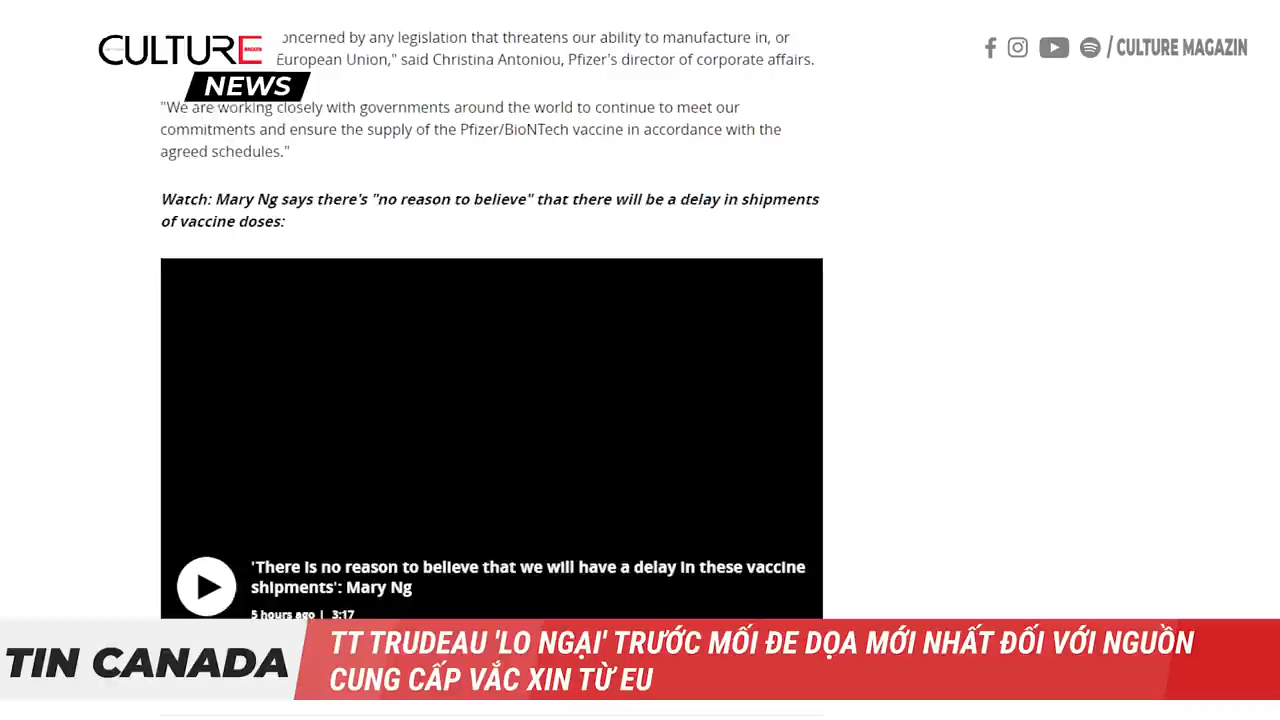 CULTURE
NEWS
/ CULTURE MAGAZIN
oncerned by any legislation that threatens our ability to manufacture in, or
European Union," said Christina Antoniou, Pfizer's director of corporate affairs.
"We are working closely with governments around the world to continue to meet our
commitments and ensure the supply of the Pfizer/BioNTech vaccine in accordance with the
agreed schedules."
Watch: Mary Ng says there's "no reason to believe" that there will be a delay in shipments
of vaccine doses:
'There is no reason to believe that we will have a delay in these vaccine
shipments': Mary Ng
5 hours ago | 3:17
TIN CANADA
TT TRUDEAU 'LO NGẠI' TRƯỚC MỐI ĐE DỌA MỚI NHẤT ĐỐI VỚI NGUỒN
CUNG CẤP VẮC XIN TỪ EU